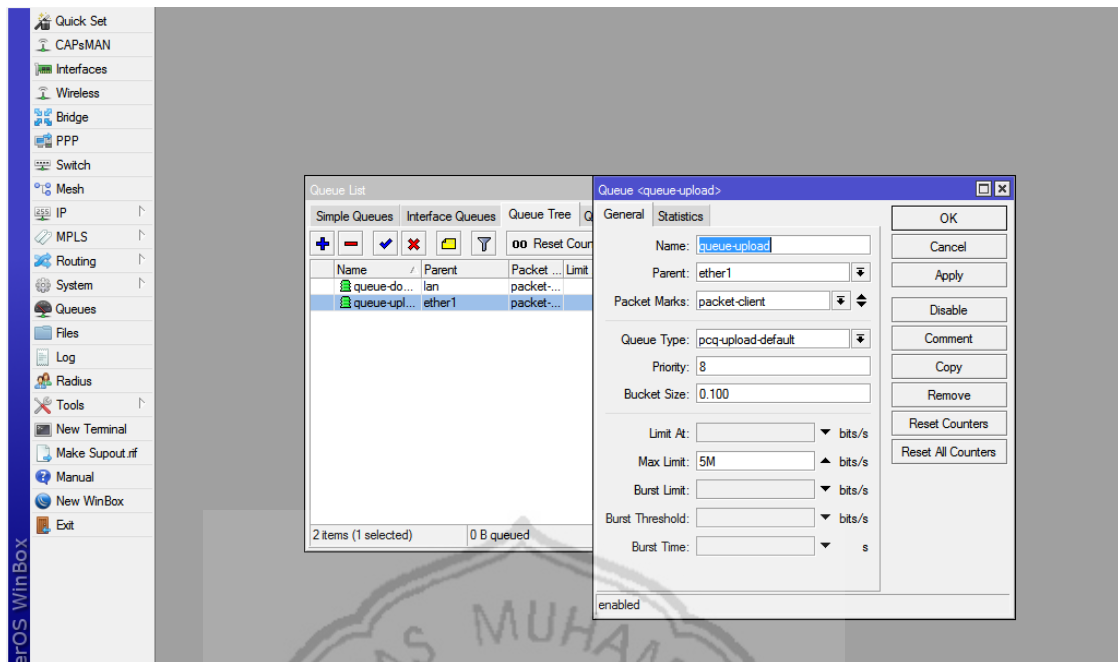 Quick Set
CAPsMAN
Interfaces
Wireless
Bridge
PPP
Switch
Mesh
IP
MPLS
Routing
System
Queues
Files
Log
Radius
Tools
New Terminal
Make Supout.rif
Manual
New WinBox
Exit
erOS WinBox
Queue List
Simple Queues Interface Queues Queue Tree Q
00 Reset Coun
Name Parent Packet ... Limit
queue-do... lan packet-...
queue-upl... ether1 packet-...
2 items (1 selected) 0 B queued
Queue <queue-upload>
General Statistics
Name: queue-upload
Parent: ether1
Packet Marks: packet-client
Queue Type: pcq-upload-default
Priority: 8
Bucket Size: 0.100
Limit At: bits/s
Max Limit: 5M bits/s
Burst Limit: bits/s
Burst Threshold: bits/s
Burst Time: s
enabled
OK
Cancel
Apply
Disable
Comment
Copy
Remove
Reset Counters
Reset All Counters
AS MUHAM